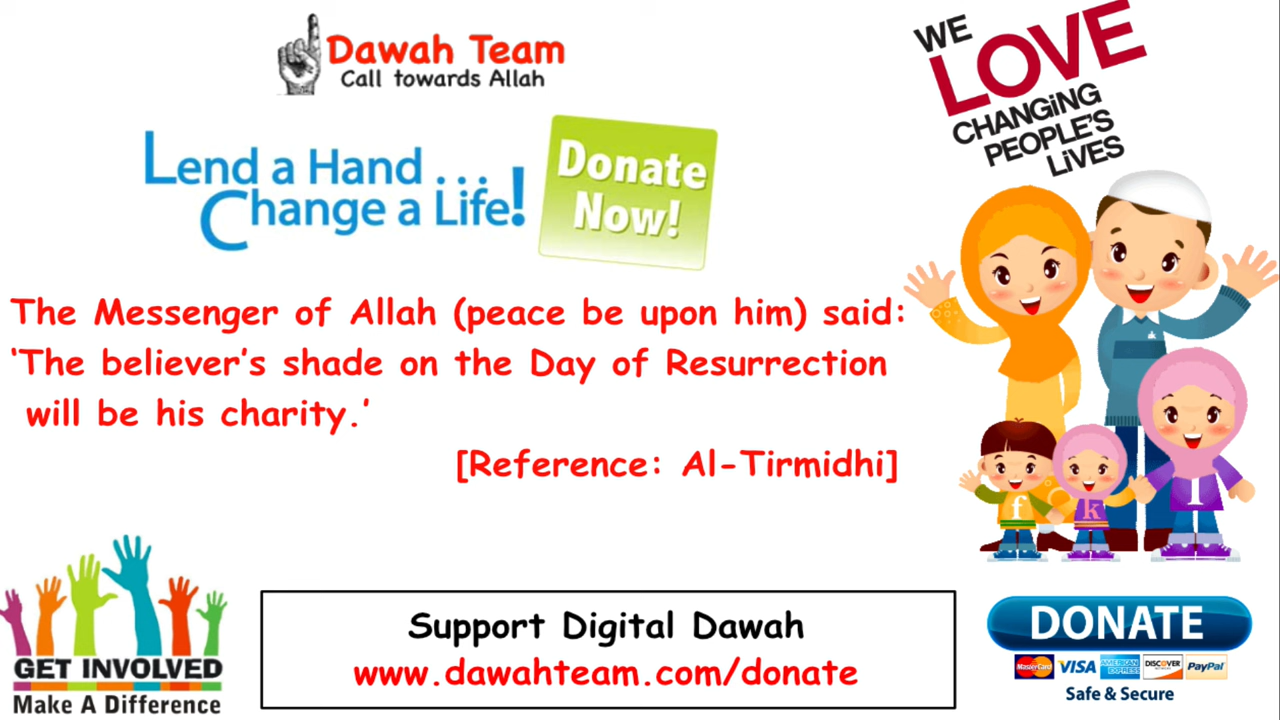 Dawah Team
Call towards Allah
WE
LOVE
CHANGiNG
PEOPLE'S
LiVES
Lend a Hand . . .
Change a Life!
Donate
Now!
The Messenger of Allah (peace be upon him) said:
‘The believer’s shade on the Day of Resurrection
will be his charity.’
[Reference: Al-Tirmidhi]
f
k
l
GET INVOLVED
Make A Difference
Support Digital Dawah
www.dawahteam.com/donate
DONATE
MasterCard VISA AMERICAN EXPRESS DISCOVER PayPal
Safe & Secure